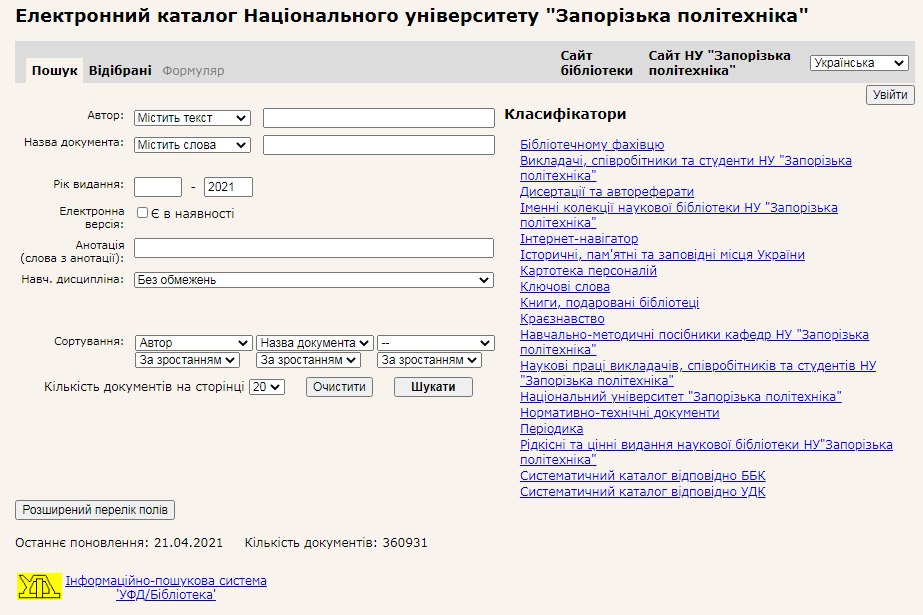 Електронний каталог Національного університету "Запорізька політехніка"
Пошук Відібрані Формуляр
Сайт бібліотеки
Сайт НУ "Запорізька політехніка"
Українська
Увійти
Автор: Містить текст
Назва документа: Містить слова
Рік видання: - 2021
Електронна версія: Є в наявності
Анотація
(слова з анотації):
Навч. дисципліна: Без обмежень
Сортування: Автор Назва документа --
За зростанням За зростанням За зростанням
Кількість документів на сторінці 20 Очистити Шукати
Класифікатори
Бібліотечному фахівцю
Викладачі, співробітники та студенти НУ "Запорізька
політехніка"
Дисертації та автореферати
Іменні колекції наукової бібліотеки НУ "Запорізька
політехніка"
Інтернет-навігатор
Історичні, пам'ятні та заповідні місця України
Картотека персоналій
Ключові слова
Книги, подаровані бібліотеці
Краєзнавство
Навчально-методичні посібники кафедр НУ "Запорізька
політехніка"
Наукові праці викладачів, співробітників та студентів НУ
"Запорізька політехніка"
Національний університет "Запорізька політехніка"
Нормативно-технічні документи
Періодика
Рідкісні та цінні видання наукової бібліотеки НУ"Запорізька
політехніка"
Систематичний каталог відповідно ББК
Систематичний каталог відповідно УДК
Розширений перелік полів
Останнє поновлення: 21.04.2021 Кількість документів: 360931
УФД
Інформаційно-пошукова система
'УФД/Бібліотека'